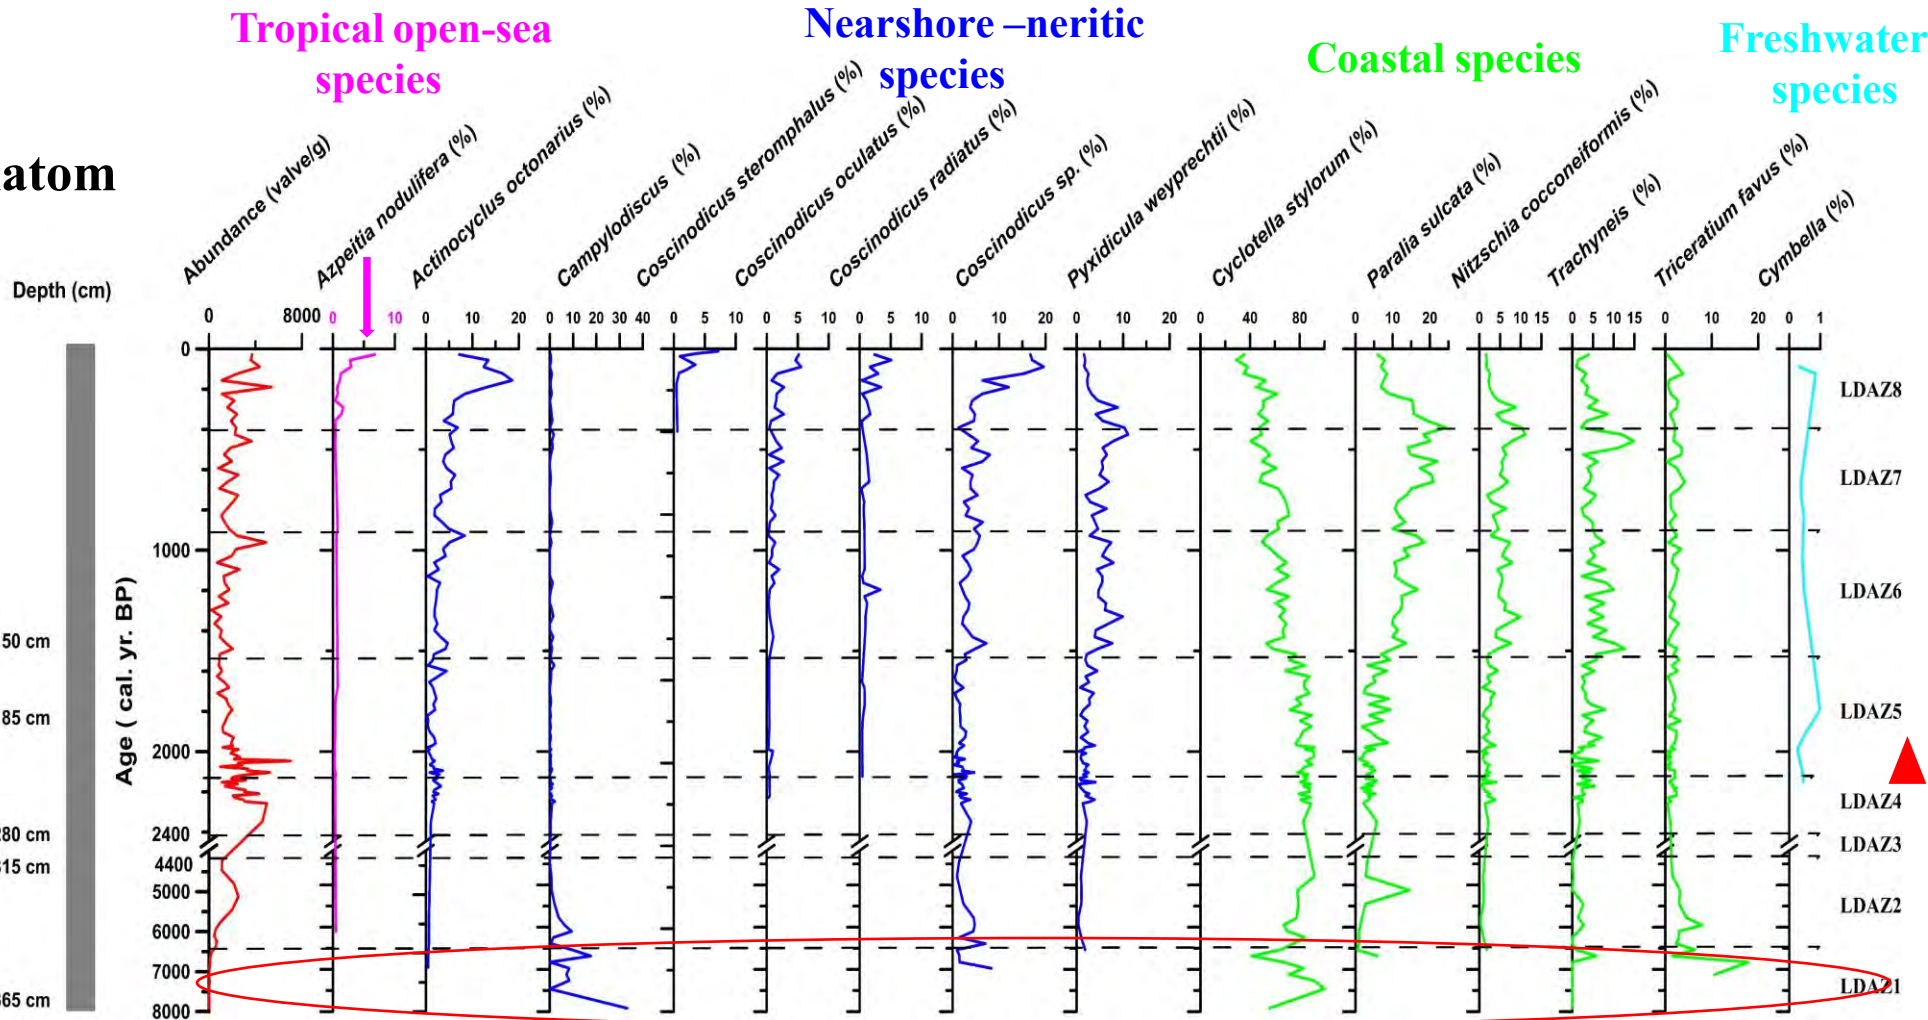 Tropical open-sea
species
Nearshore –neritic
species
Coastal species
Freshwater
species
atom
Abundance (valve/g)
Azpeitia nodulifera (%)
Actinocyclus octonarius (%)
Campylodiscus (%)
Coscinodicus steromphalus (%)
Coscinodicus oculatus (%)
Coscinodicus radiatus (%)
Coscinodicus sp. (%)
Pyxidicula weyprechtii (%)
Cyclotella stylorum (%)
Paralia sulcata (%)
Nitzschia cocconeiformis (%)
Trachyneis (%)
Triceratium favus (%)
Cymbella (%)
Depth (cm)
0 8000 0 10 0 10 20 0 10 20 30 40 0 5 10 0 5 10 0 5 10 0 10 20 0 10 20 0 40 80 0 10 20 0 5 10 15 0 5 10 15 0 10 20 0 1
0
LDAZ8
LDAZ7
1000
LDAZ6
50 cm
85 cm
LDAZ5
2000
LDAZ4
2400
280 cm
LDAZ3
4400
315 cm
5000
LDAZ2
6000
7000
LDAZ1
365 cm
8000
Age ( cal. yr. BP)